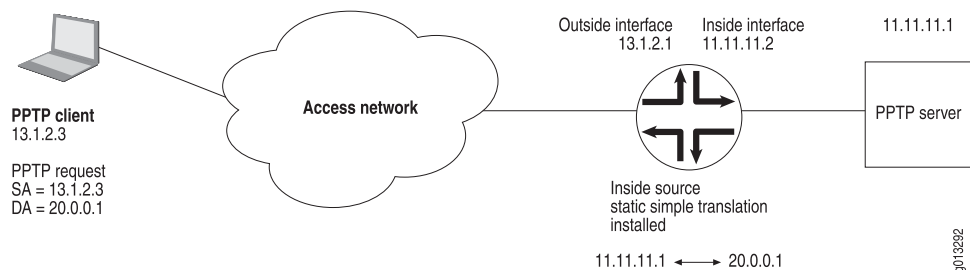 Outside interface
13.1.2.1
Inside interface
11.11.11.2
11.11.11.1
Access network
PPTP server
PPTP client
13.1.2.3
PPTP request
SA = 13.1.2.3
DA = 20.0.0.1
Inside source
static simple translation
installed
11.11.11.1 ↔ 20.0.0.1
g013292